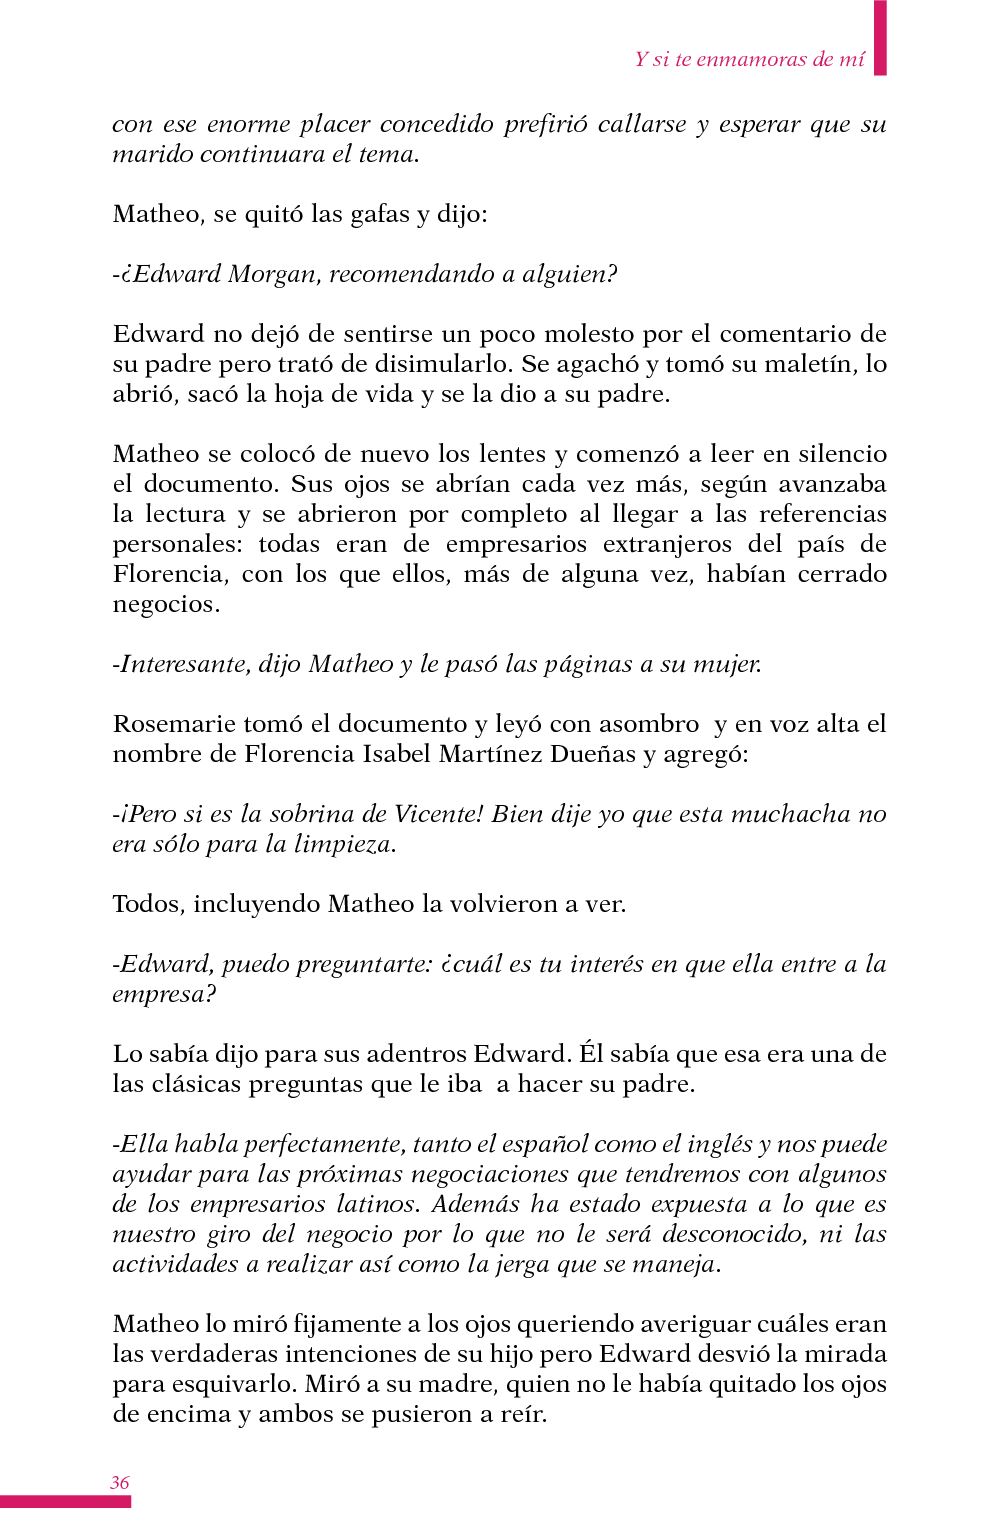 Y si te enmamoras de mí
con ese enorme placer concedido prefirió callarse y esperar que su
marido continuara el tema.
Matheo, se quitó las gafas y dijo:
-¿Edward Morgan, recomendando a alguien?
Edward no dejó de sentirse un poco molesto por el comentario de
su padre pero trató de disimularlo. Se agachó y tomó su maletín, lo
abrió, sacó la hoja de vida y se la dio a su padre.
Matheo se colocó de nuevo los lentes y comenzó a leer en silencio
el documento. Sus ojos se abrían cada vez más, según avanzaba
la lectura y se abrieron por completo al llegar a las referencias
personales: todas eran de empresarios extranjeros del país de
Florencia, con los que ellos, más de alguna vez, habían cerrado
negocios.
-Interesante, dijo Matheo y le pasó las páginas a su mujer.
Rosemarie tomó el documento y leyó con asombro  y en voz alta el
nombre de Florencia Isabel Martínez Dueñas y agregó:
-¡Pero si es la sobrina de Vicente! Bien dije yo que esta muchacha no
era sólo para la limpieza.
Todos, incluyendo Matheo la volvieron a ver.
-Edward, puedo preguntarte: ¿cuál es tu interés en que ella entre a la
empresa?
Lo sabía dijo para sus adentros Edward. Él sabía que esa era una de
las clásicas preguntas que le iba  a hacer su padre.
-Ella habla perfectamente, tanto el español como el inglés y nos puede
ayudar para las próximas negociaciones que tendremos con algunos
de los empresarios latinos. Además ha estado expuesta a lo que es
nuestro giro del negocio por lo que no le será desconocido, ni las
actividades a realizar así como la jerga que se maneja.
Matheo lo miró fijamente a los ojos queriendo averiguar cuáles eran
las verdaderas intenciones de su hijo pero Edward desvió la mirada
para esquivarlo. Miró a su madre, quien no le había quitado los ojos
de encima y ambos se pusieron a reír.
36